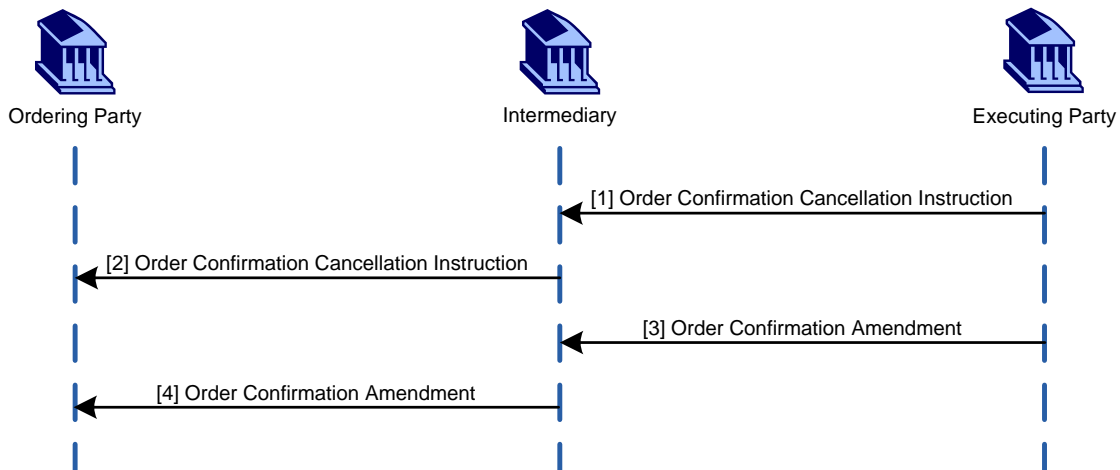 Ordering Party
Intermediary
Executing Party
[1] Order Confirmation Cancellation Instruction
[2] Order Confirmation Cancellation Instruction
[3] Order Confirmation Amendment
[4] Order Confirmation Amendment